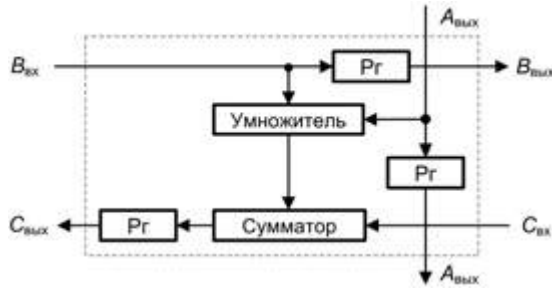 Aвых
Bвх
Рг
Bвых
Умножитель
Рг
Cвых
Рг
Сумматор
Cвх
Aвых